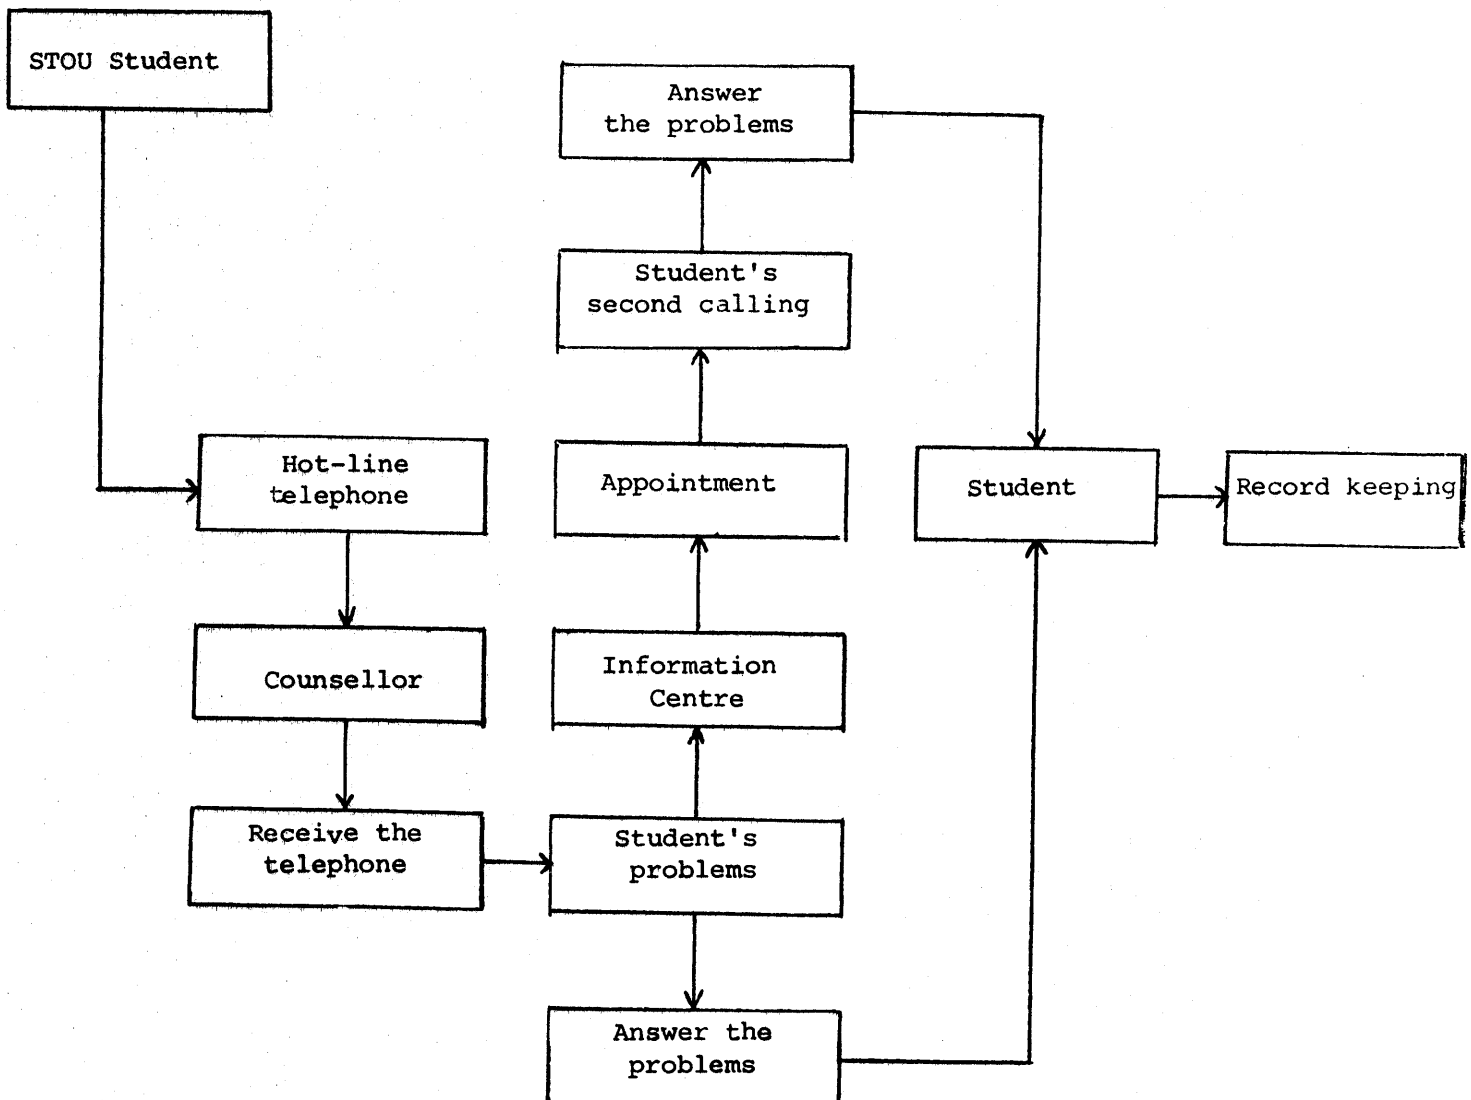 STOU Student
Answer
the problems
Student's
second calling
Hot-line
telephone
Appointment
Student
Record keeping
Counsellor
Information
Centre
Receive the
telephone
Student's
problems
Answer the
problems